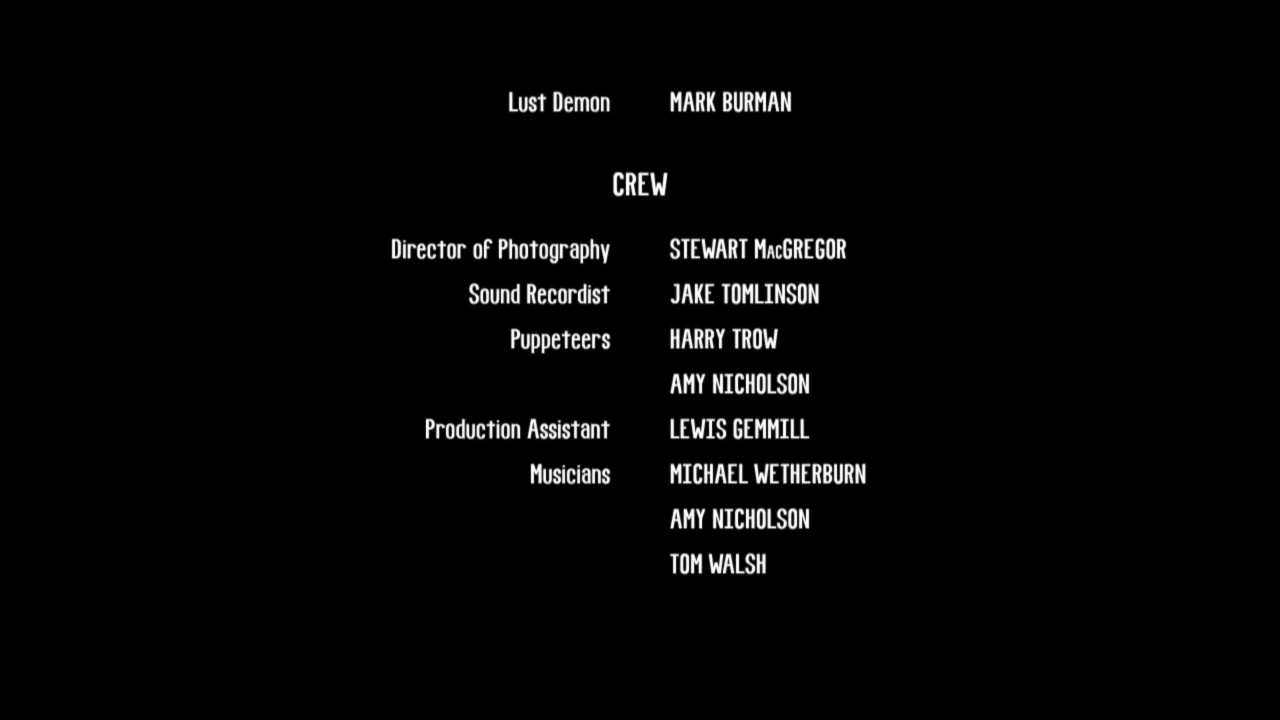 Lust Demon MARK BURMAN
CREW
Director of Photography STEWART MacGREGOR
Sound Recordist JAKE TOMLINSON
Puppeteers HARRY TROW
AMY NICHOLSON
Production Assistant LEWIS GEMMILL
Musicians MICHAEL WETHERBURN
AMY NICHOLSON
TOM WALSH